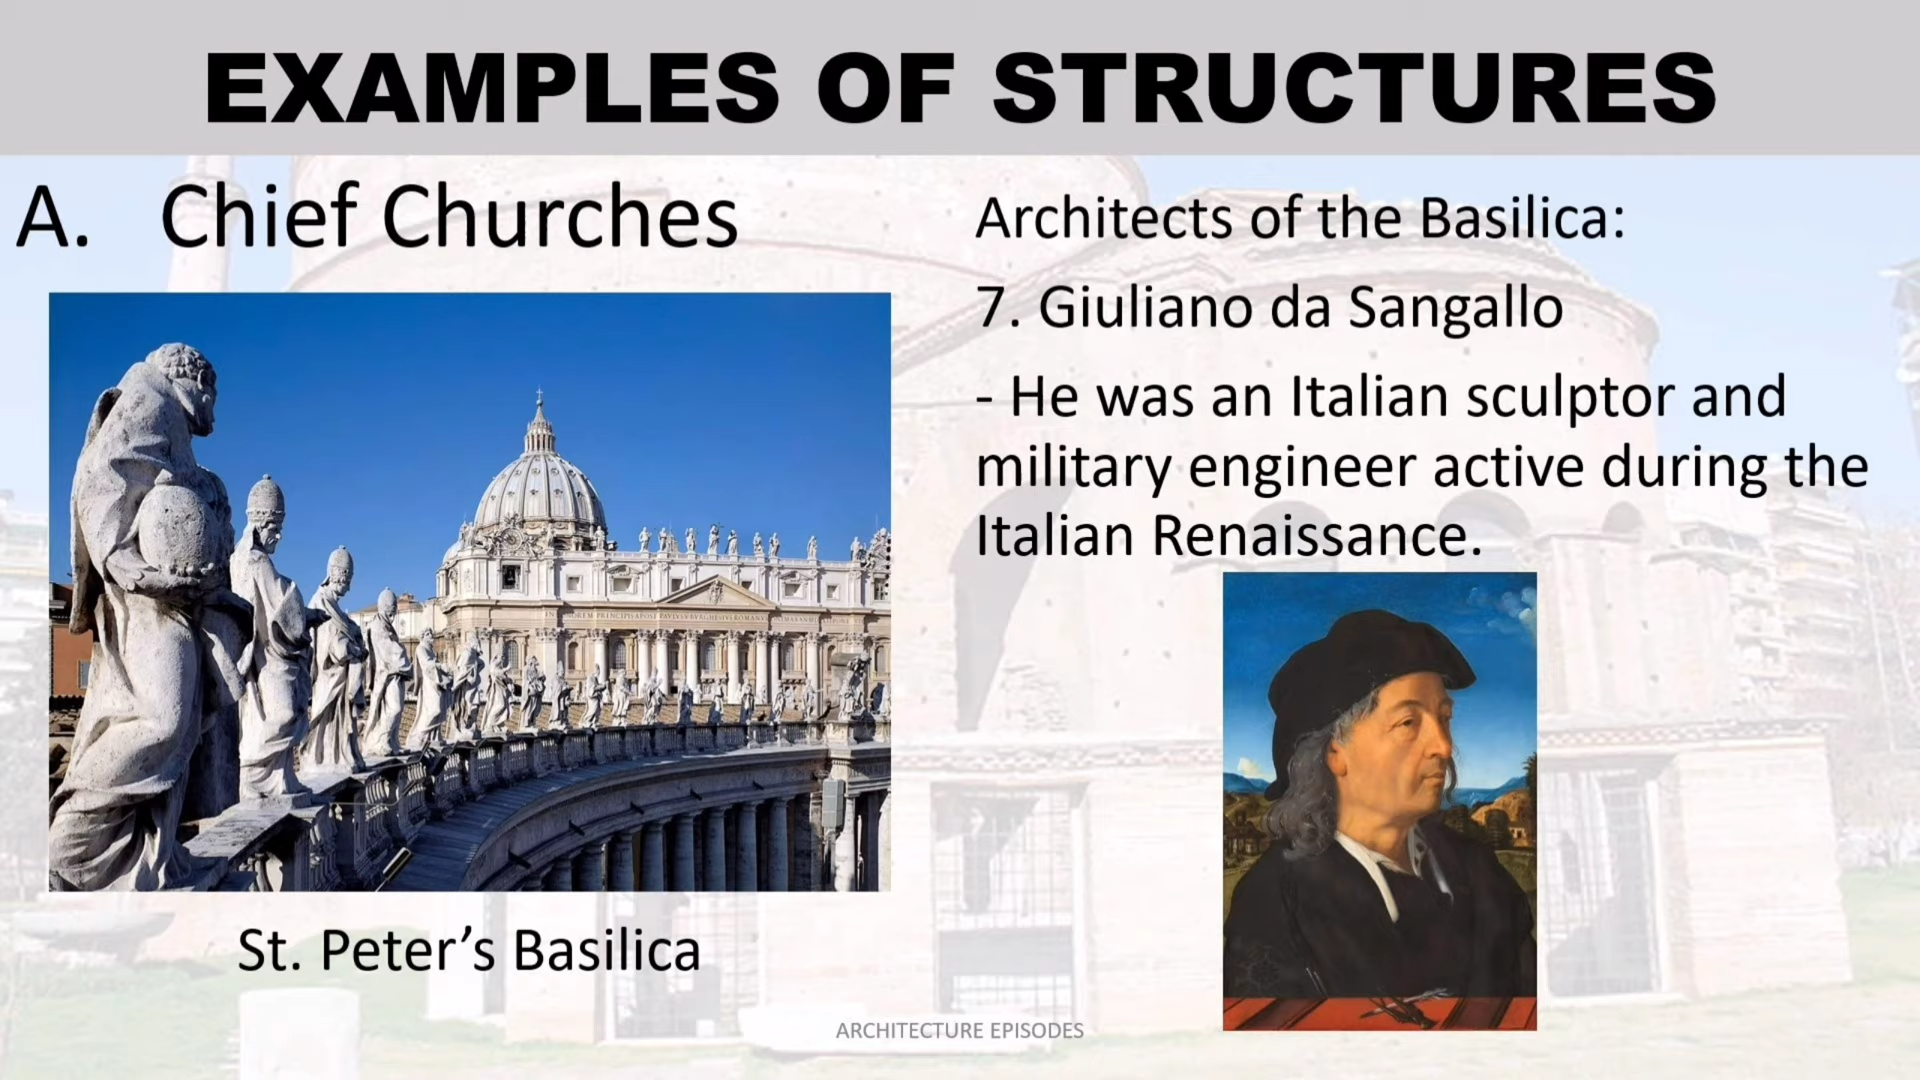 EXAMPLES OF STRUCTURES
A. Chief Churches
St. Peter’s Basilica
Architects of the Basilica:
7. Giuliano da Sangallo
- He was an Italian sculptor and
military engineer active during the
Italian Renaissance.
ARCHITECTURE EPISODES